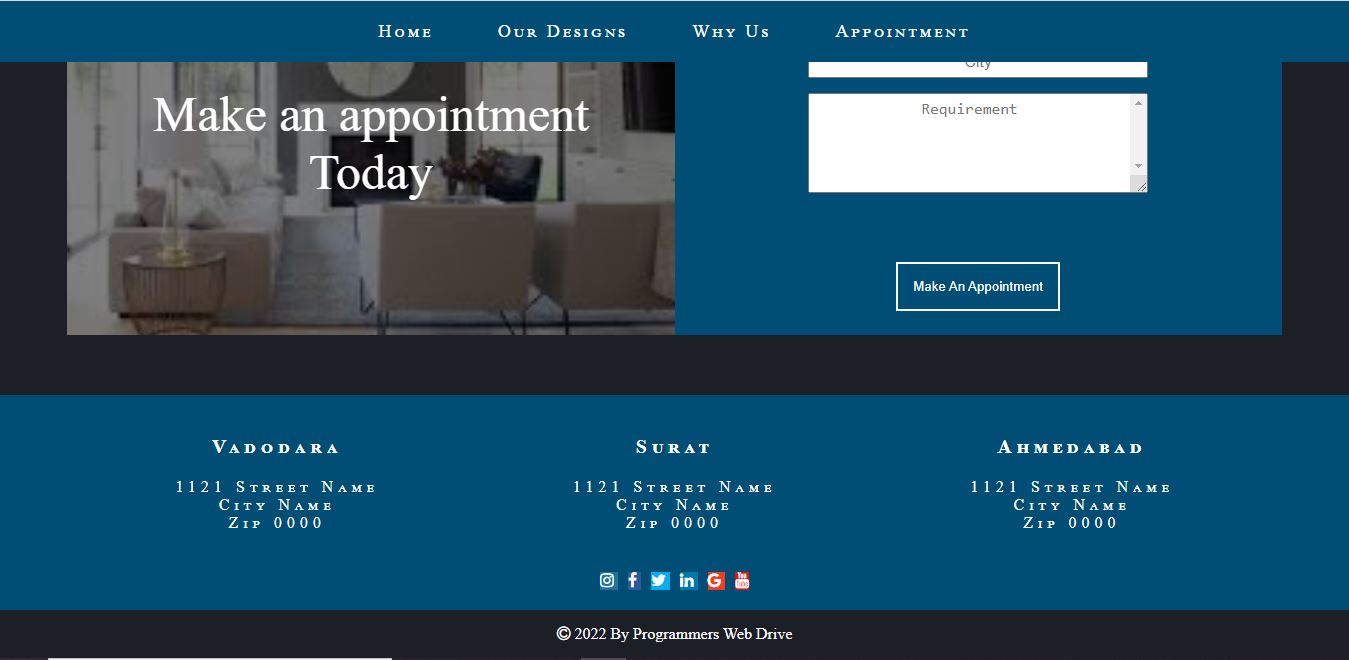 Home Our Designs Why Us Appointment
City
Make an appointment
Today
Requirement
Make An Appointment
Vadodara
1121 Street Name
City Name
Zip 0000
Surat
1121 Street Name
City Name
Zip 0000
Ahmedabad
1121 Street Name
City Name
Zip 0000
© 2022 By Programmers Web Drive